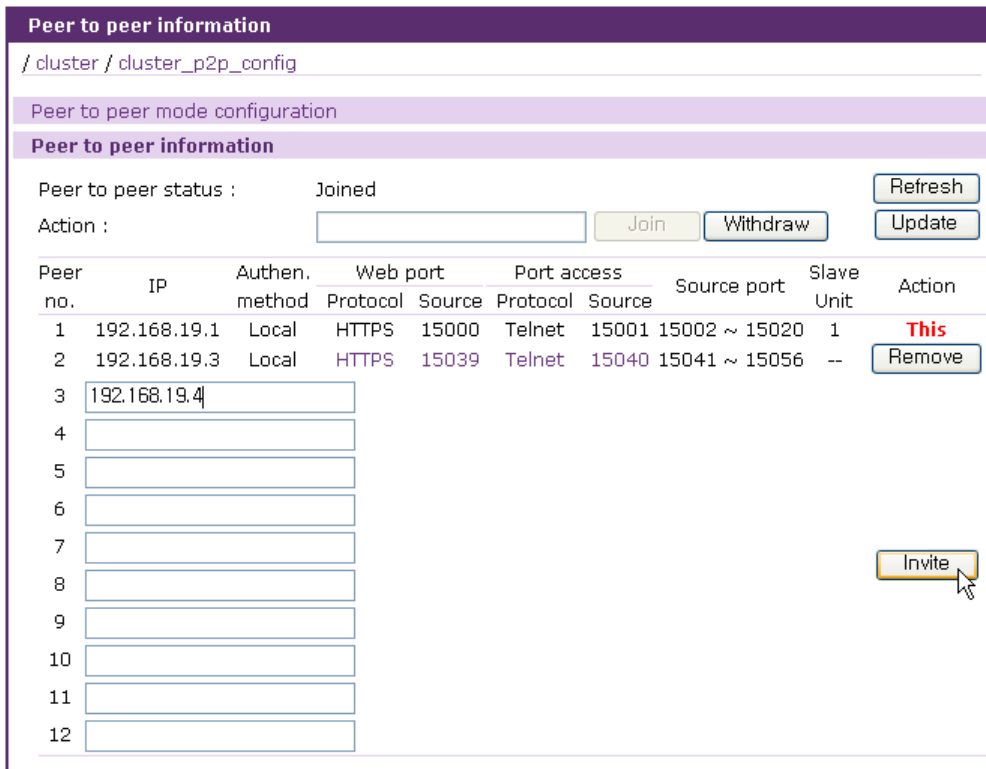 Peer to peer information
/ cluster / cluster_p2p_config
Peer to peer mode configuration
Peer to peer information
Peer to peer status : Joined Refresh
Action : Join Withdraw Update
Peer no. IP Authen. method Web port Port access Source port Slave Unit Action
Protocol Source Protocol Source
1 192.168.19.1 Local HTTPS 15000 Telnet 15001 15002 ~ 15020 1 This
2 192.168.19.3 Local HTTPS 15039 Telnet 15040 15041 ~ 15056 -- Remove
3 192.168.19.4
4
5
6
7
Invite
8
9
10
11
12